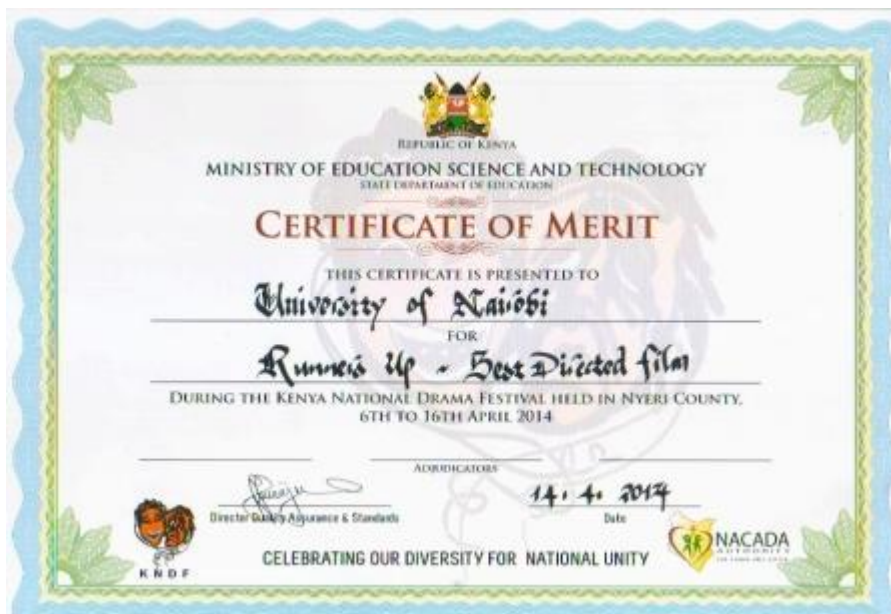 REPUBLIC OF KENYA
MINISTRY OF EDUCATION SCIENCE AND TECHNOLOGY
STATE DEPARTMENT OF EDUCATION
CERTIFICATE OF MERIT
THIS CERTIFICATE IS PRESENTED TO
University of Nairobi
FOR
Runners Up - Best Directed film
DURING THE KENYA NATIONAL DRAMA FESTIVAL HELD IN NYERI COUNTY,
6TH TO 16TH APRIL 2014
ADJUDICATORS
14. 4. 2014
Director Quality Assurance & Standards
Date
KNDF
CELEBRATING OUR DIVERSITY FOR NATIONAL UNITY
NACADA
AUTHORITY